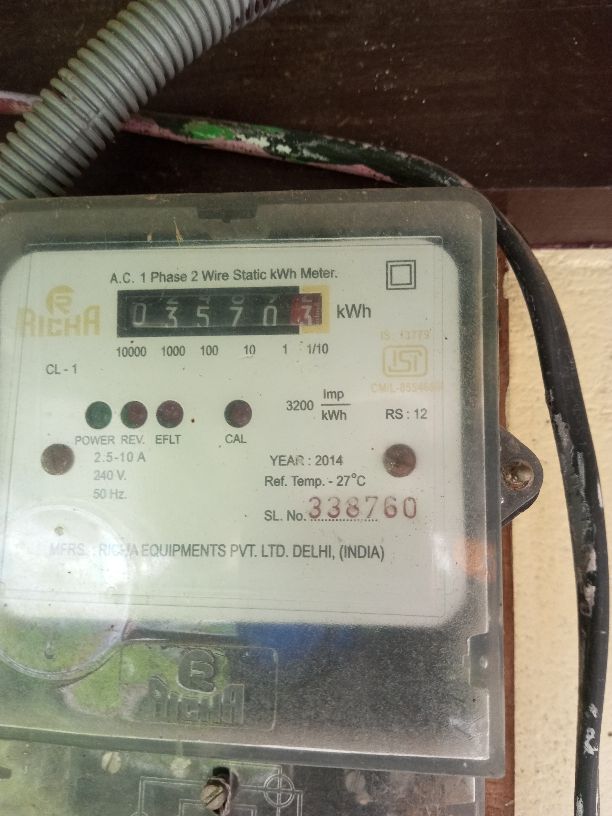 A.C. 1 Phase 2 Wire Static kWh Meter.
RICHA
0 3 5 7 0 3 kWh
10000 1000 100 10 1 1/10
IS : 13779
CL - 1
ISI
3200 Imp/kWh
RS : 12
POWER REV. EFLT CAL
2.5-10 A
240 V.
50 Hz.
YEAR : 2014
Ref. Temp. - 27°C
SL. No. 338760
MFRS. : RICHA EQUIPMENTS PVT. LTD. DELHI, (INDIA)
RICHA